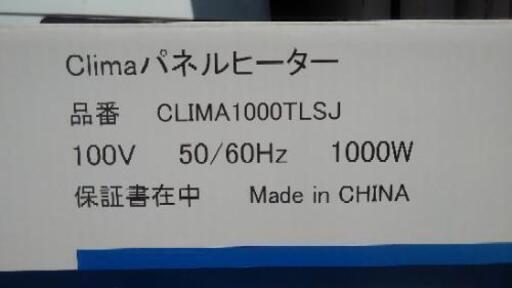 Climaパネルヒーター
品番 CLIMA1000TLSJ
100V 50/60Hz 1000W
保証書在中 Made in CHINA